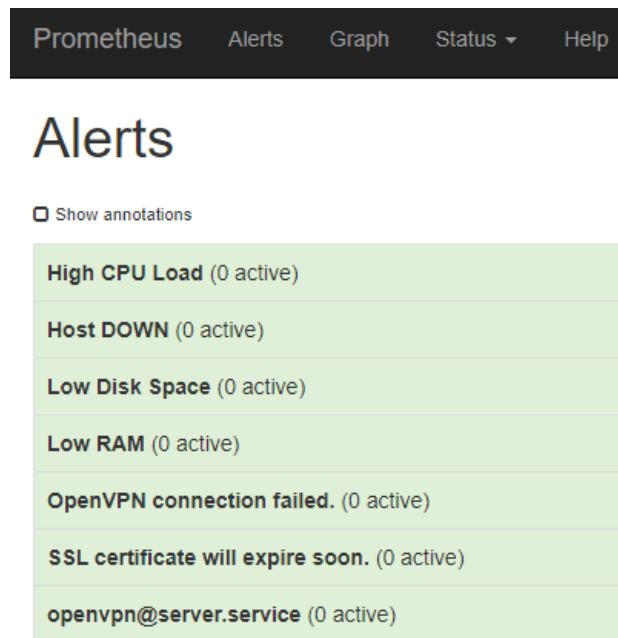 Prometheus Alerts Graph Status Help
Alerts
Show annotations
High CPU Load (0 active)
Host DOWN (0 active)
Low Disk Space (0 active)
Low RAM (0 active)
OpenVPN connection failed. (0 active)
SSL certificate will expire soon. (0 active)
openvpn@server.service (0 active)